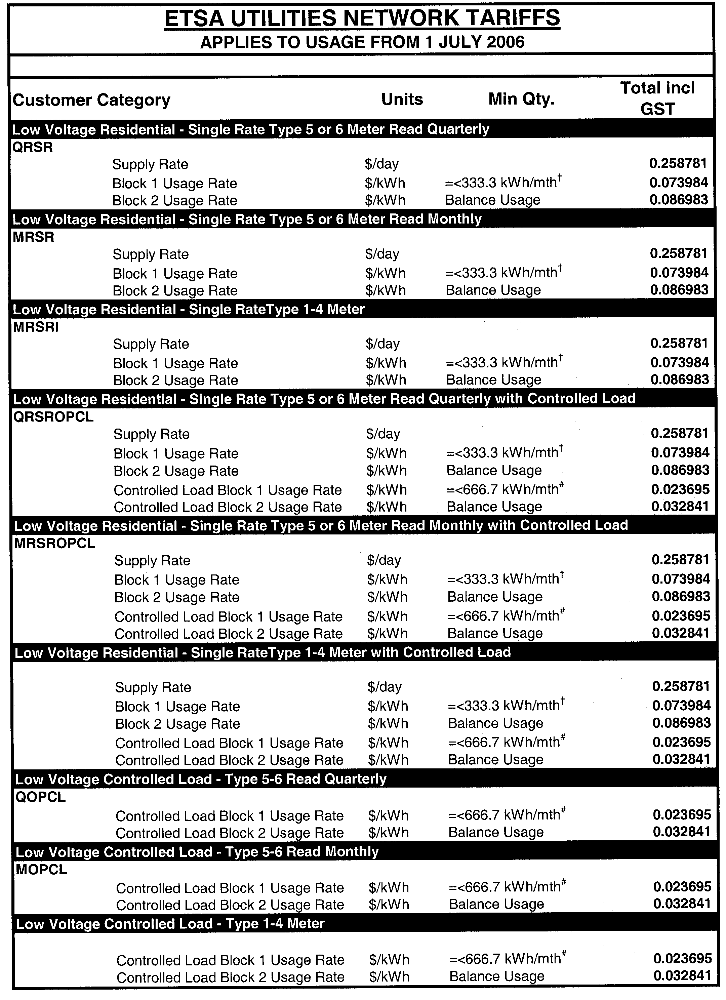 ETSA UTILITIES NETWORK TARIFFS
APPLIES TO USAGE FROM 1 JULY 2006
Customer Category Units Min Qty. Total incl GST
Low Voltage Residential - Single Rate Type 5 or 6 Meter Read Quarterly
QRSR
Supply Rate $/day 0.258781
Block 1 Usage Rate $/kWh =<333.3 kWh/mth† 0.073984
Block 2 Usage Rate $/kWh Balance Usage 0.086983
Low Voltage Residential - Single Rate Type 5 or 6 Meter Read Monthly
MRSR
Supply Rate $/day 0.258781
Block 1 Usage Rate $/kWh =<333.3 kWh/mth† 0.073984
Block 2 Usage Rate $/kWh Balance Usage 0.086983
Low Voltage Residential - Single RateType 1-4 Meter
MRSRI
Supply Rate $/day 0.258781
Block 1 Usage Rate $/kWh =<333.3 kWh/mth† 0.073984
Block 2 Usage Rate $/kWh Balance Usage 0.086983
Low Voltage Residential - Single Rate Type 5 or 6 Meter Read Quarterly with Controlled Load
QRSROPCL
Supply Rate $/day 0.258781
Block 1 Usage Rate $/kWh =<333.3 kWh/mth† 0.073984
Block 2 Usage Rate $/kWh Balance Usage 0.086983
Controlled Load Block 1 Usage Rate $/kWh =<666.7 kWh/mth# 0.023695
Controlled Load Block 2 Usage Rate $/kWh Balance Usage 0.032841
Low Voltage Residential - Single Rate Type 5 or 6 Meter Read Monthly with Controlled Load
MRSROPCL
Supply Rate $/day 0.258781
Block 1 Usage Rate $/kWh =<333.3 kWh/mth† 0.073984
Block 2 Usage Rate $/kWh Balance Usage 0.086983
Controlled Load Block 1 Usage Rate $/kWh =<666.7 kWh/mth# 0.023695
Controlled Load Block 2 Usage Rate $/kWh Balance Usage 0.032841
Low Voltage Residential - Single RateType 1-4 Meter with Controlled Load
Supply Rate $/day 0.258781
Block 1 Usage Rate $/kWh =<333.3 kWh/mth† 0.073984
Block 2 Usage Rate $/kWh Balance Usage 0.086983
Controlled Load Block 1 Usage Rate $/kWh =<666.7 kWh/mth# 0.023695
Controlled Load Block 2 Usage Rate $/kWh Balance Usage 0.032841
Low Voltage Controlled Load - Type 5-6 Read Quarterly
QOPCL
Controlled Load Block 1 Usage Rate $/kWh =<666.7 kWh/mth# 0.023695
Controlled Load Block 2 Usage Rate $/kWh Balance Usage 0.032841
Low Voltage Controlled Load - Type 5-6 Read Monthly
MOPCL
Controlled Load Block 1 Usage Rate $/kWh =<666.7 kWh/mth# 0.023695
Controlled Load Block 2 Usage Rate $/kWh Balance Usage 0.032841
Low Voltage Controlled Load - Type 1-4 Meter
Controlled Load Block 1 Usage Rate $/kWh =<666.7 kWh/mth# 0.023695
Controlled Load Block 2 Usage Rate $/kWh Balance Usage 0.032841